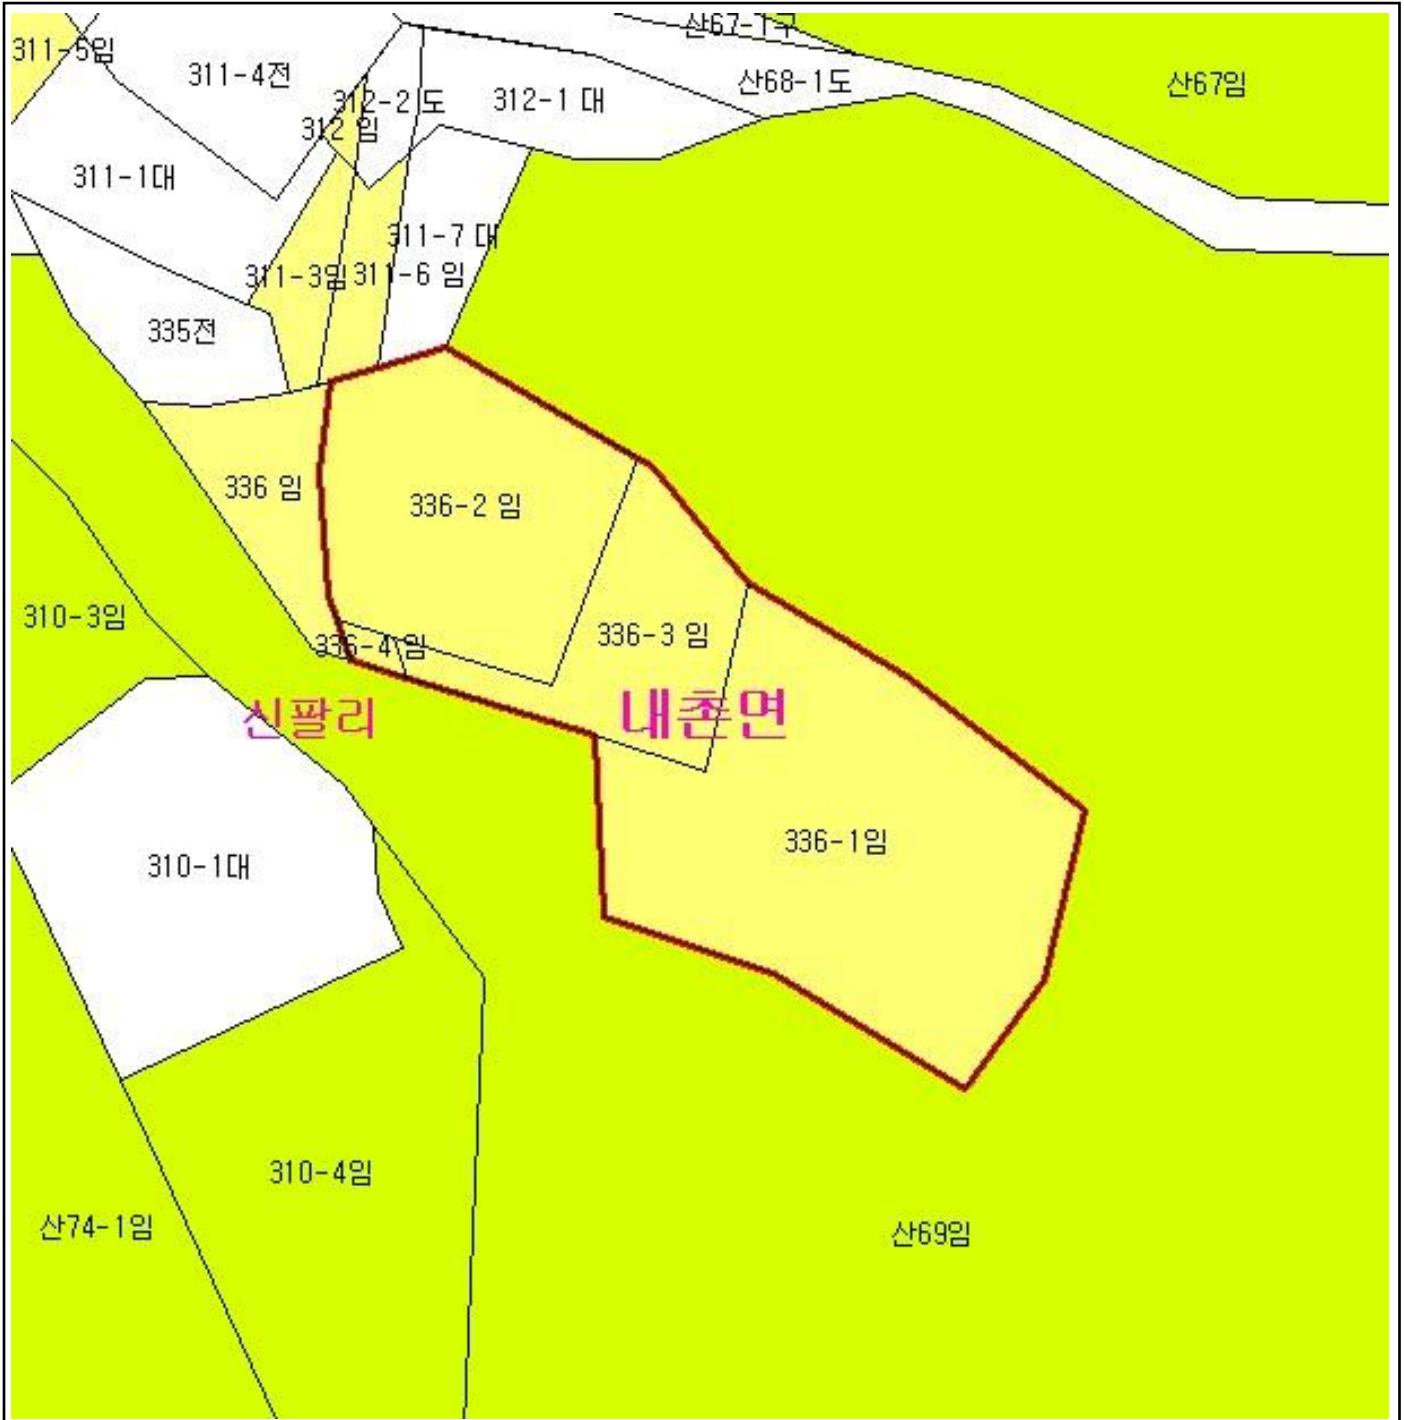 산67-1구
311-5임
311-4전
산68-1도
산67임
312-2 도
312-1 대
312 임
311-1대
311-7 대
311-3임
311-6 임
335전
336 임
336-2 임
310-3임
336-4 임
336-3 임
신팔리
내촌면
336-1임
310-1대
310-4임
산74-1임
산69임